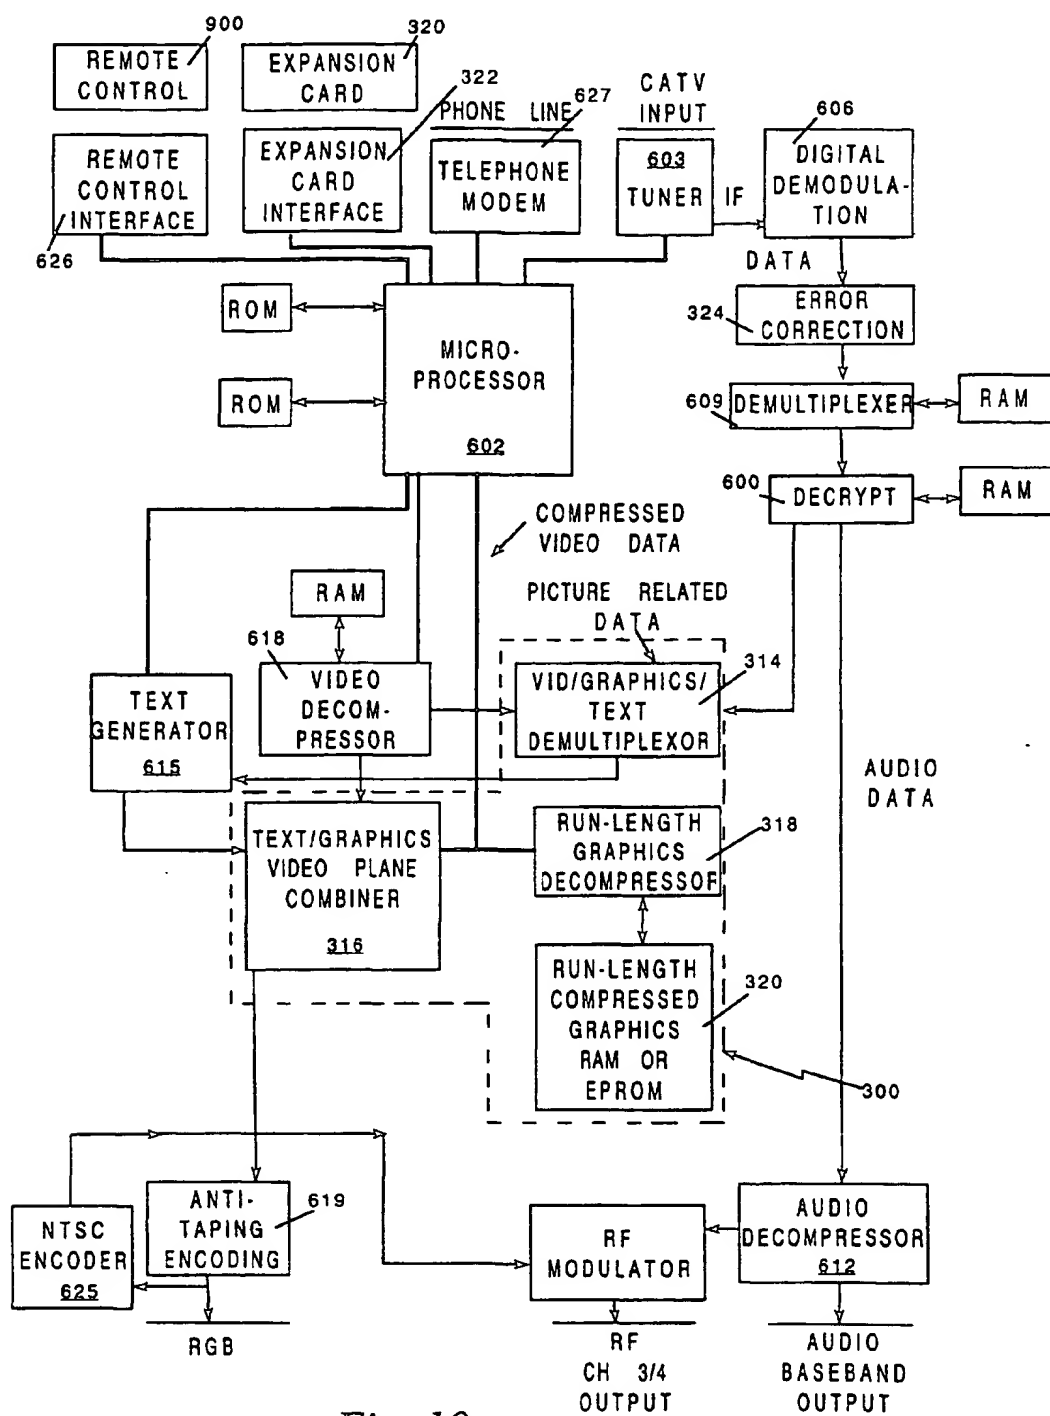 900
REMOTE
CONTROL
320
EXPANSION
CARD
322
PHONE LINE
627
CATV
INPUT
606
REMOTE
CONTROL
INTERFACE
626
EXPANSION
CARD
INTERFACE
TELEPHONE
MODEM
603
TUNER
IF
DIGITAL
DEMODULA-
TION
DATA
ROM
MICRO-
PROCESSOR
602
ROM
324
ERROR
CORRECTION
609
DEMULTIPLEXER
RAM
600
DECRYPT
RAM
COMPRESSED
VIDEO DATA
RAM
PICTURE RELATED
DATA
618
VIDEO
DECOM-
PRESSOR
314
VID/GRAPHICS/
TEXT
DEMULTIPLEXOR
TEXT
GENERATOR
615
AUDIO
DATA
TEXT/GRAPHICS
VIDEO PLANE
COMBINER
316
RUN-LENGTH
GRAPHICS
DECOMPRESSOF
318
RUN-LENGTH
COMPRESSED
GRAPHICS
RAM OR
EPROM
320
300
NTSC
ENCODER
625
ANTI-
TAPING
ENCODING
619
RF
MODULATOR
AUDIO
DECOMPRESSOR
612
RGB
RF
CH 3/4
OUTPUT
AUDIO
BASEBAND
OUTPUT